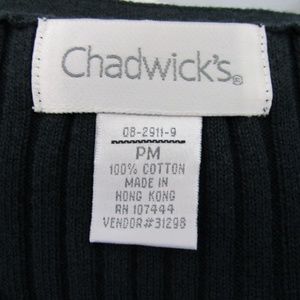 Chadwick's®
08-2911-9
PM
100% COTTON
MADE IN
HONG KONG
RN 107444
VENDOR#31298